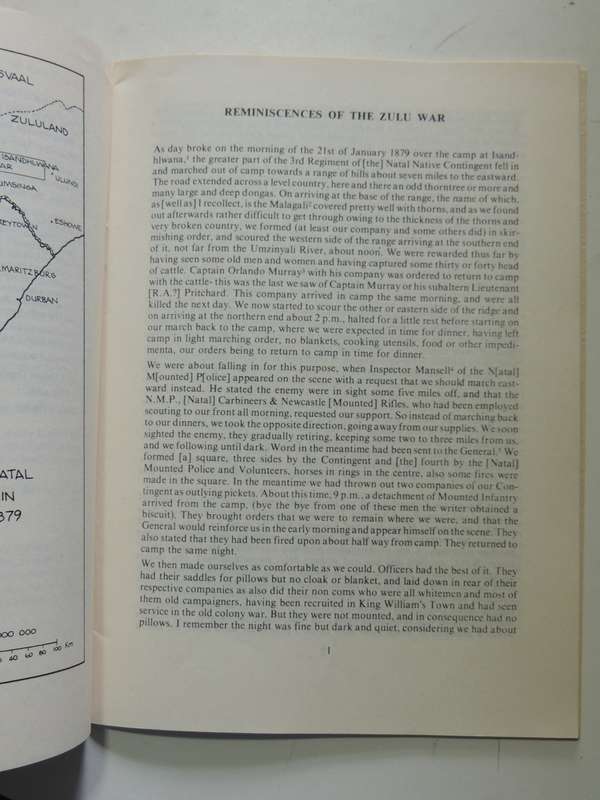 SVAAL
ZULULAND
ISANDHLWANA
ULUNDI
UMSINGA
ESHOWE
EYTOWN
MARITZBURG
DURBAN
ATAL
IN
879
000 000
20 40 60 80 100 Km
REMINISCENCES OF THE ZULU WAR
As day broke on the morning of the 21st of January 1879 over the camp at Isand-
hlwana,¹ the greater part of the 3rd Regiment of [the] Natal Native Contingent fell in
and marched out of camp towards a range of hills about seven miles to the eastward.
The road extended across a level country, here and there an odd thorntree or more and
many large and deep dongas. On arriving at the base of the range, the name of which,
as [well as] I recollect, is the Malagali² covered pretty well with thorns, and as we found
out afterwards rather difficult to get through owing to the thickness of the thorns and
very broken country, we formed (at least our company and some others did) in skir-
mishing order, and scoured the western side of the range arriving at the southern end
of it, not far from the Umzinyali River, about noon. We were rewarded thus far by
having seen some old men and women and having captured some thirty or forty head
of cattle. Captain Orlando Murray³ with his company was ordered to return to camp
with the cattle- this was the last we saw of Captain Murray or his subaltern Lieutenant
[R.A.?] Pritchard. This company arrived in camp the same morning, and were all
killed the next day. We now started to scour the other or eastern side of the ridge and
on arriving at the northern end about 2 p.m., halted for a little rest before starting on
our march back to the camp, where we were expected in time for dinner, having left
camp in light marching order, no blankets, cooking utensils, food or other impedi-
menta, our orders being to return to camp in time for dinner.
We were about falling in for this purpose, when Inspector Mansell⁴ of the N[atal]
M[ounted] P[olice] appeared on the scene with a request that we should match east-
ward instead. He stated the enemy were in sight some five miles off, and that the
N.M.P., [Natal] Carbineers & Newcastle [Mounted] Rifles, who had been employed
scouting to our front all morning, requested our support. So instead of marching back
to our dinners, we took the opposite direction, going away from our supplies. We soon
sighted the enemy, they gradually retiring, keeping some two to three miles from us,
and we following until dark. Word in the meantime had been sent to the General.⁵ We
formed [a] square, three sides by the Contingent and [the] fourth by the [Natal]
Mounted Police and Volunteers, horses in rings in the centre, also some fires were
made in the square. In the meantime we had thrown out two companies of our Con-
tingent as outlying pickets. About this time, 9 p.m., a detachment of Mounted Infantry
arrived from the camp, (bye the bye from one of these men the writer obtained a
biscuit). They brought orders that we were to remain where we were, and that the
General would reinforce us in the early morning and appear himself on the scene. They
also stated that they had been fired upon about half way from camp. They returned to
camp the same night.
We then made ourselves as comfortable as we could. Officers had the best of it. They
had their saddles for pillows but no cloak or blanket, and laid down in rear of their
respective companies as also did their non coms who were all whitemen and most of
them old campaigners, having been recruited in King William's Town and had seen
service in the old colony war. But they were not mounted, and in consequence had no
pillows. I remember the night was fine but dark and quiet, considering we had about
1